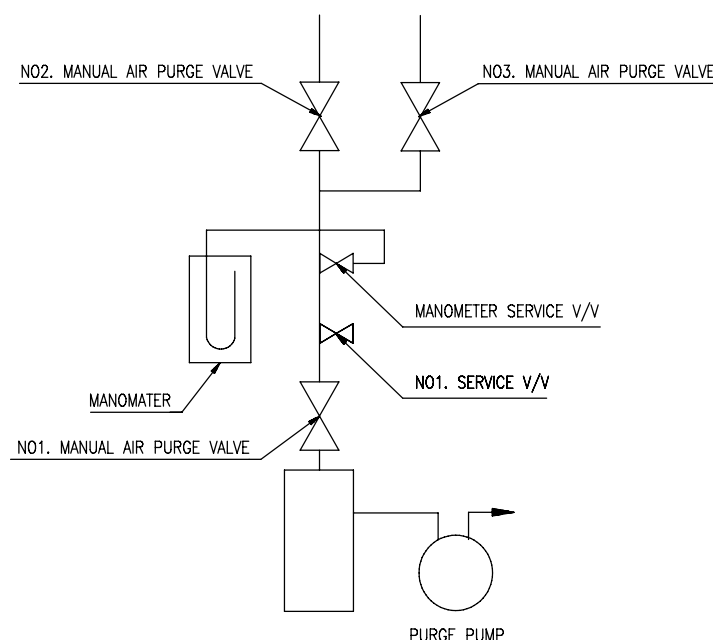 NO2. MANUAL AIR PURGE VALVE
NO3. MANUAL AIR PURGE VALVE
MANOMETER SERVICE V/V
NO1. SERVICE V/V
MANOMATER
NO1. MANUAL AIR PURGE VALVE
PURGE PUMP